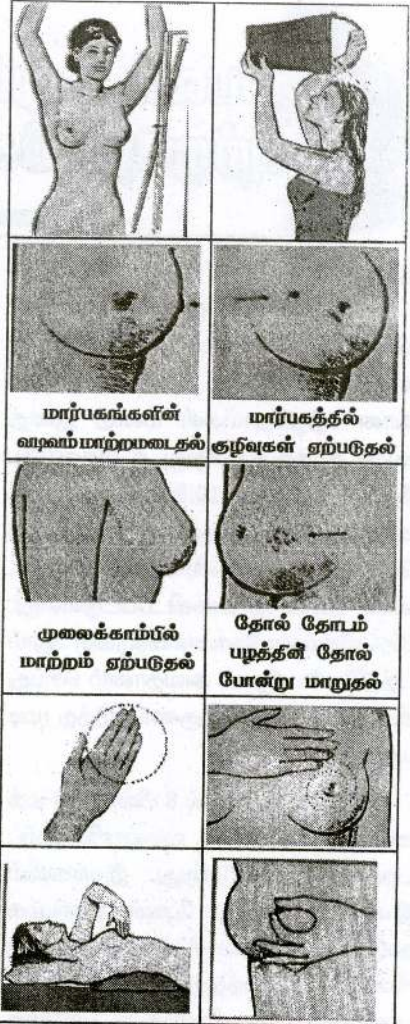 மார்பகங்களின்
வடிவம் மாற்றமடைதல்
மார்பகத்தில்
குழிவுகள் ஏற்படுதல்
முலைக்காம்பில்
மாற்றம் ஏற்படுதல்
தோல் தோடம்
பழத்தின் தோல்
போன்று மாறுதல்